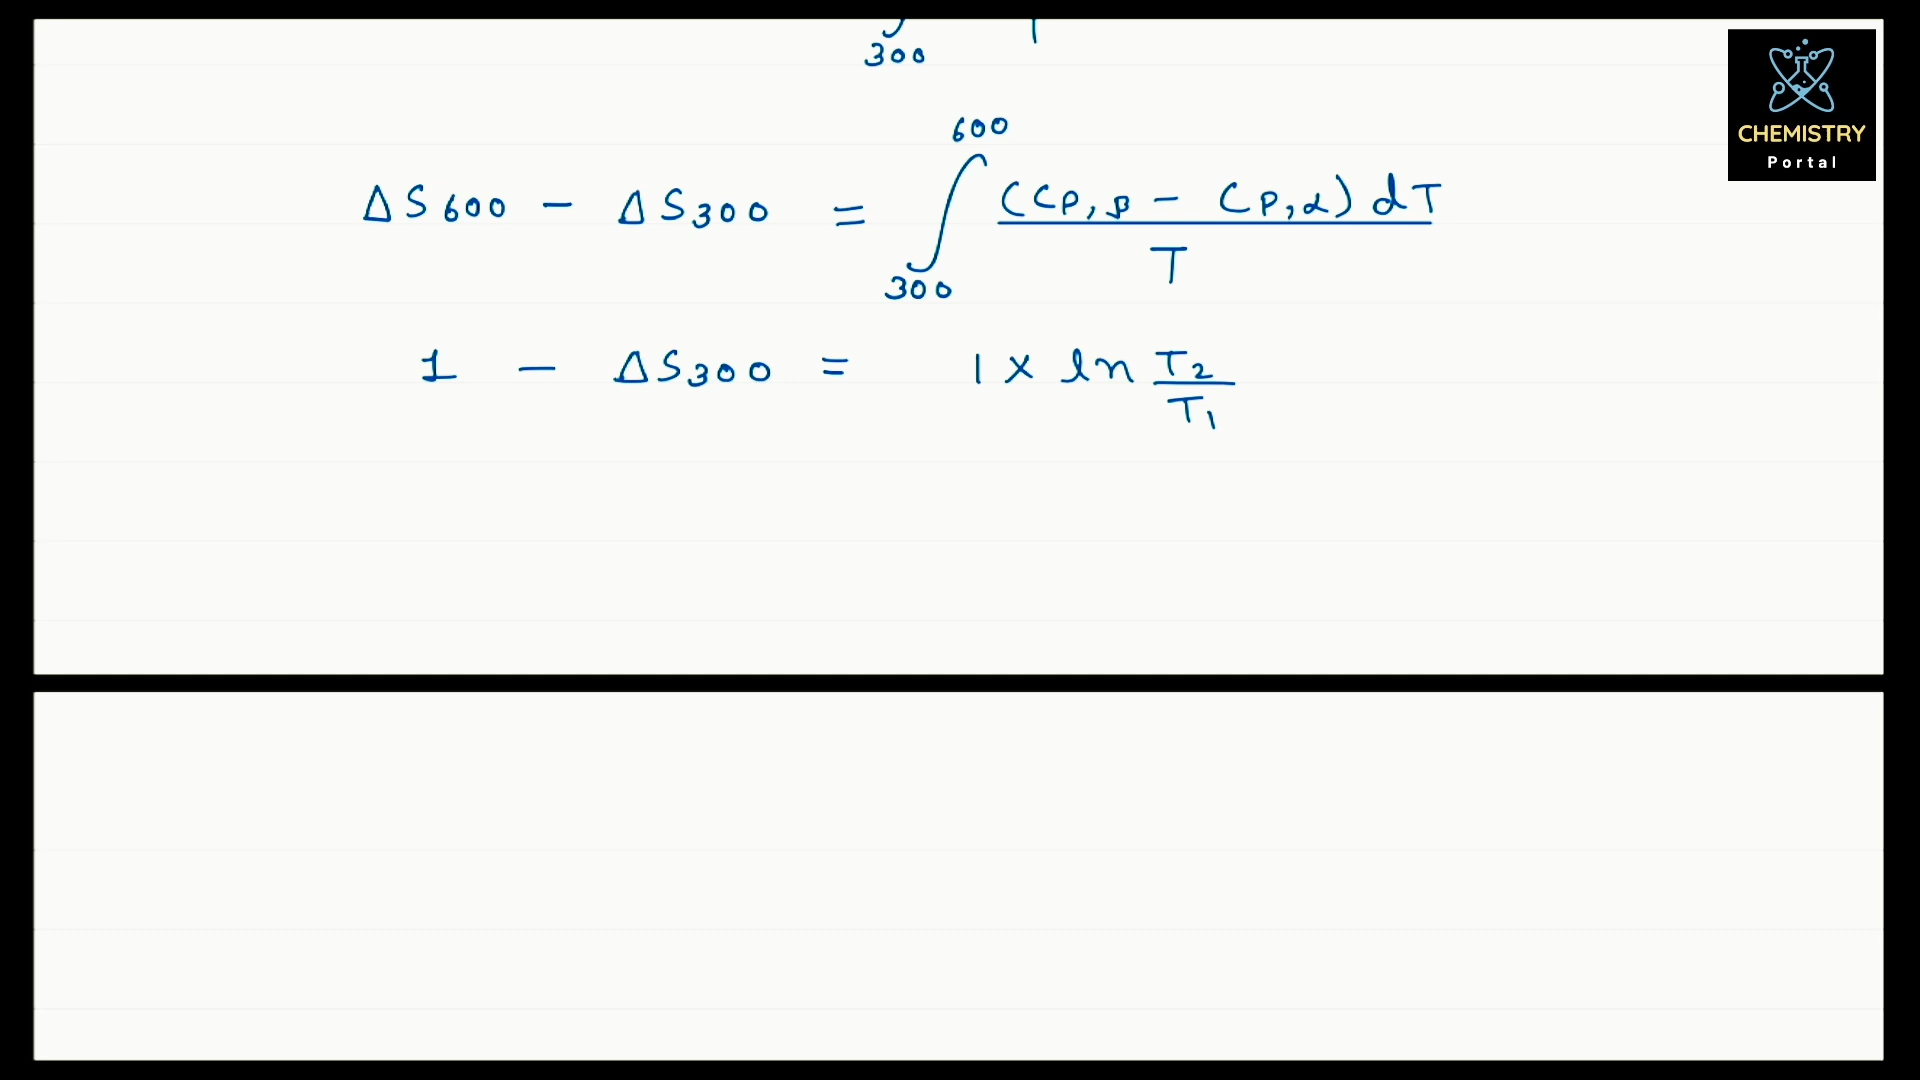 300
CHEMISTRY
Portal
600
ΔS600 - ΔS300 = ∫ (Cp,β - Cp,α) dT
T
300
1 - ΔS300 = 1 x ln T2
T1